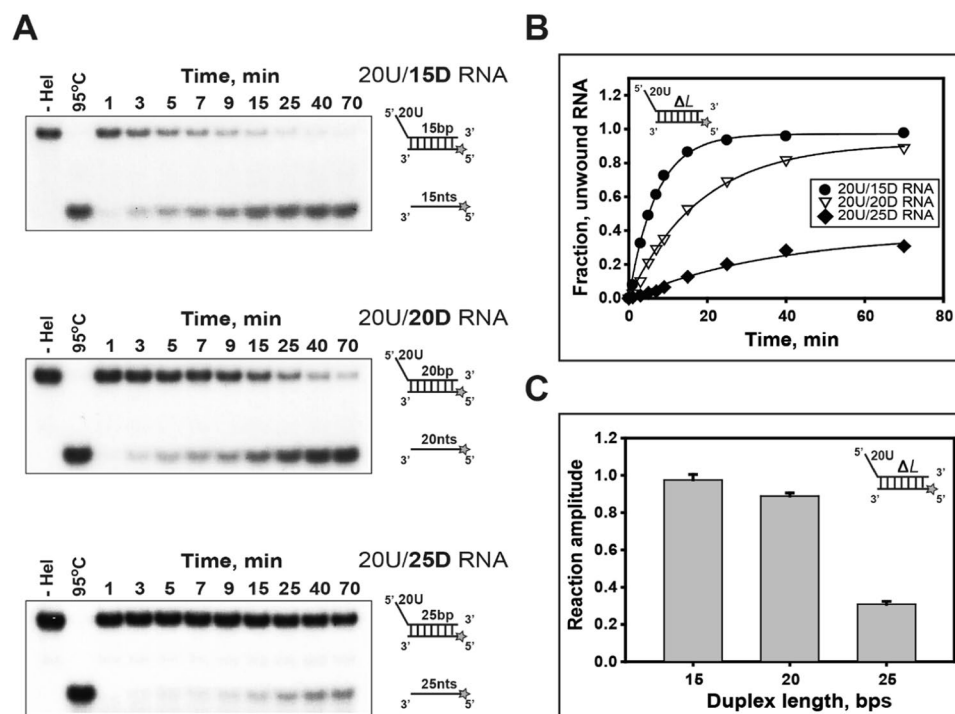 A
Time, min 20U/15D RNA
- Hel 95°C 1 3 5 7 9 15 25 40 70
5' 20U
15bp 3'
3' 5'
15nts
3' 5'
Time, min 20U/20D RNA
- Hel 95°C 1 3 5 7 9 15 25 40 70
5' 20U
20bp 3'
3' 5'
20nts
3' 5'
Time, min 20U/25D RNA
- Hel 95°C 1 3 5 7 9 15 25 40 70
5' 20U
25bp 3'
3' 5'
25nts
3' 5'
B
Fraction, unwound RNA
1.2
1.0
0.8
0.6
0.4
0.2
0.0
5' 20U
ΔL 3'
3' 5'
20U/15D RNA
20U/20D RNA
20U/25D RNA
0 20 40 60 80
Time, min
C
Reaction amplitude
1.2
1.0
0.8
0.6
0.4
0.2
0.0
5' 20U
ΔL 3'
3' 5'
15 20 25
Duplex length, bps